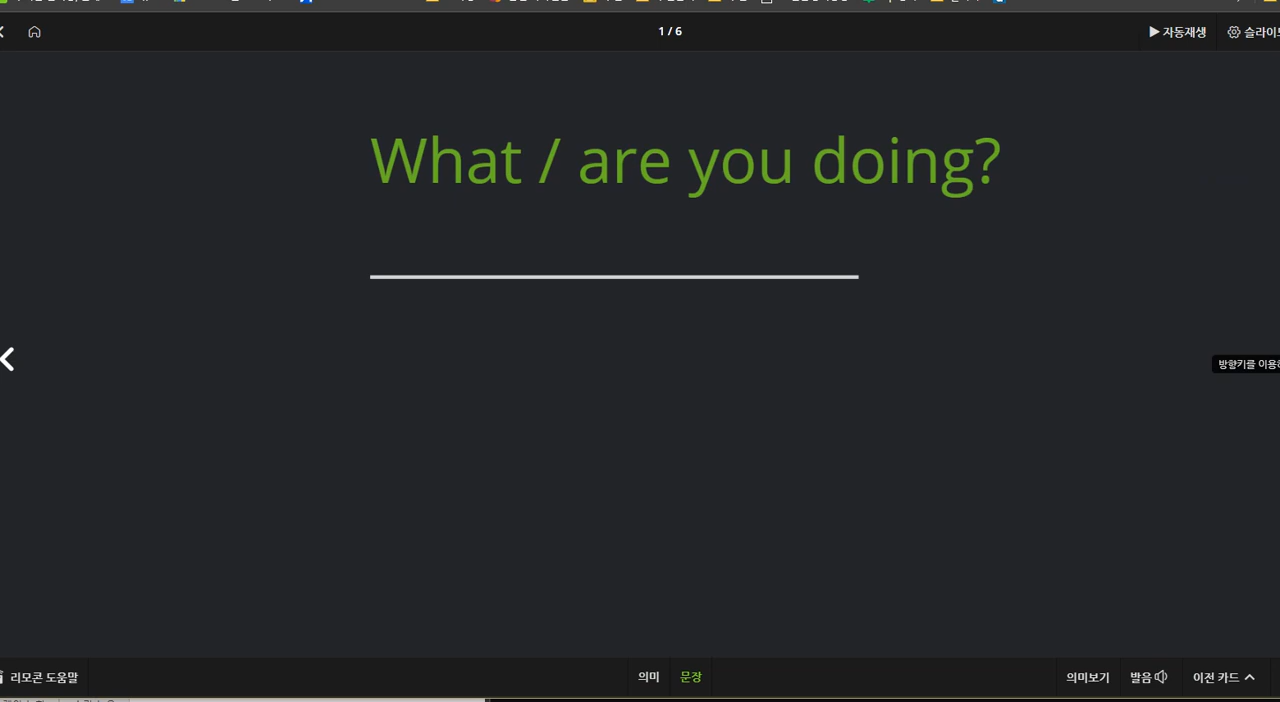 1 / 6
자동재생
슬라이드
What / are you doing?
방향키를 이용하
리모콘 도움말
의미
문장
의미보기
발음
이전 카드